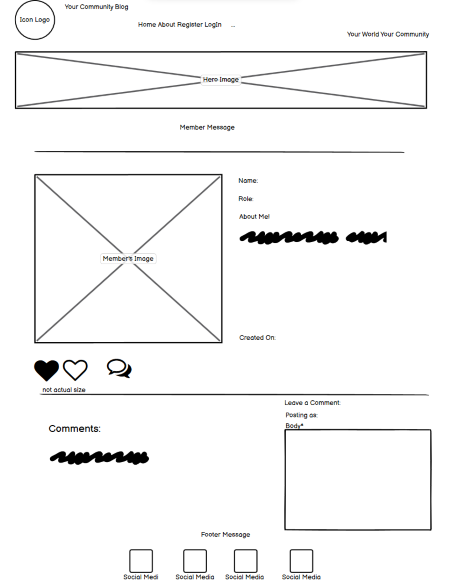 Your Community Blog
Icon Logo
Home About Register LogIn ...
Your World Your Community
Hero Image
Member Message
Name:
Role:
About Me!
Member's Image
Created On:
not actual size
Leave a Comment:
Posting as:
Body*
Comments:
Footer Message
Social Medi Social Media Social Media Social Media